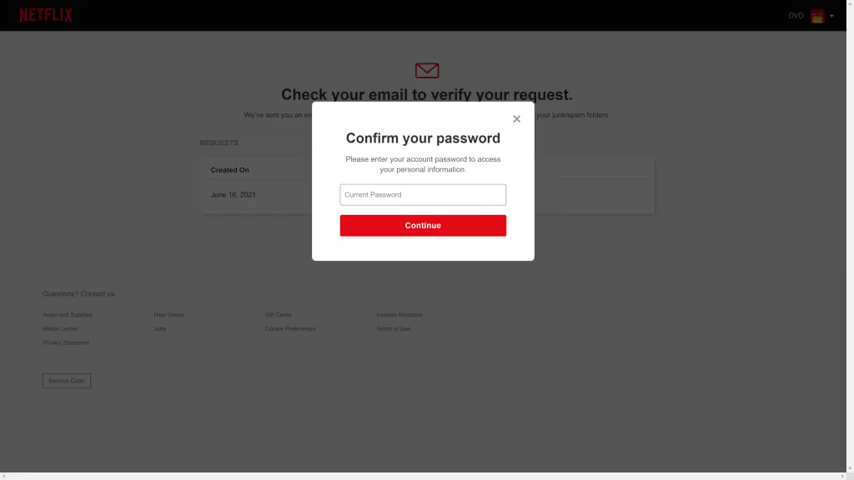 NETFLIX
DVD
Check your email to verify your request.
We've sent you an em
your junk/spam folders.
REQUESTS
Created On
June 16, 2021
×
Confirm your password
Please enter your account password to access
your personal information.
Current Password
Continue
Questions? Contact us.
Audio and Subtitles
Help Center
Gift Cards
Investor Relations
Media Center
Jobs
Cookie Preferences
Terms of Use
Privacy Statement
Service Code